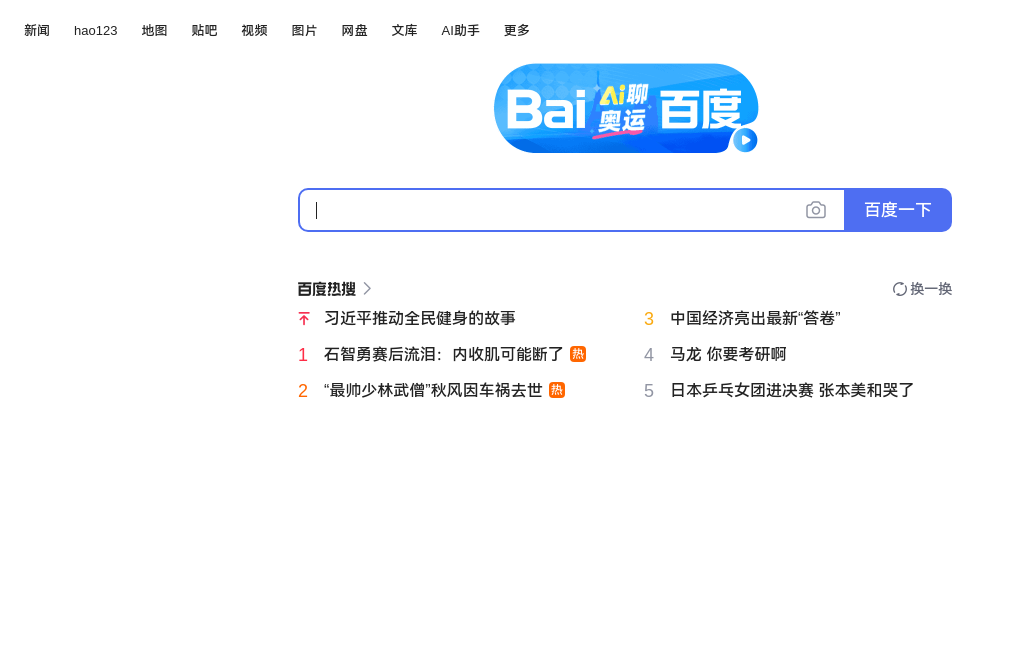 新闻 hao123 地图 贴吧 视频 图片 网盘 文库 AI助手 更多
Bai Ai聊奥运 百度
百度一下
百度热搜 换一换
习近平推动全民健身的故事
1 石智勇赛后流泪：内收肌可能断了 热
2 “最帅少林武僧”秋风因车祸去世 热
3 中国经济亮出最新“答卷”
4 马龙 你要考研啊
5 日本乒乓女团进决赛 张本美和哭了